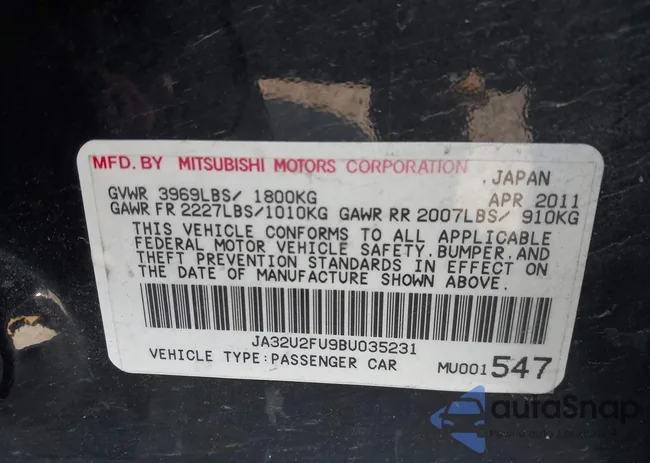 MFD. BY MITSUBISHI MOTORS CORPORATION
JAPAN
GVWR 3969LBS/ 1800KG APR 2011
GAWR FR 2227LBS/1010KG GAWR RR 2007LBS/ 910KG
THIS VEHICLE CONFORMS TO ALL APPLICABLE
FEDERAL MOTOR VEHICLE SAFETY, BUMPER, AND
THEFT PREVENTION STANDARDS IN EFFECT ON
THE DATE OF MANUFACTURE SHOWN ABOVE.
JA32U2FU9BU035231
VEHICLE TYPE:PASSENGER CAR MU001547
autoSnap